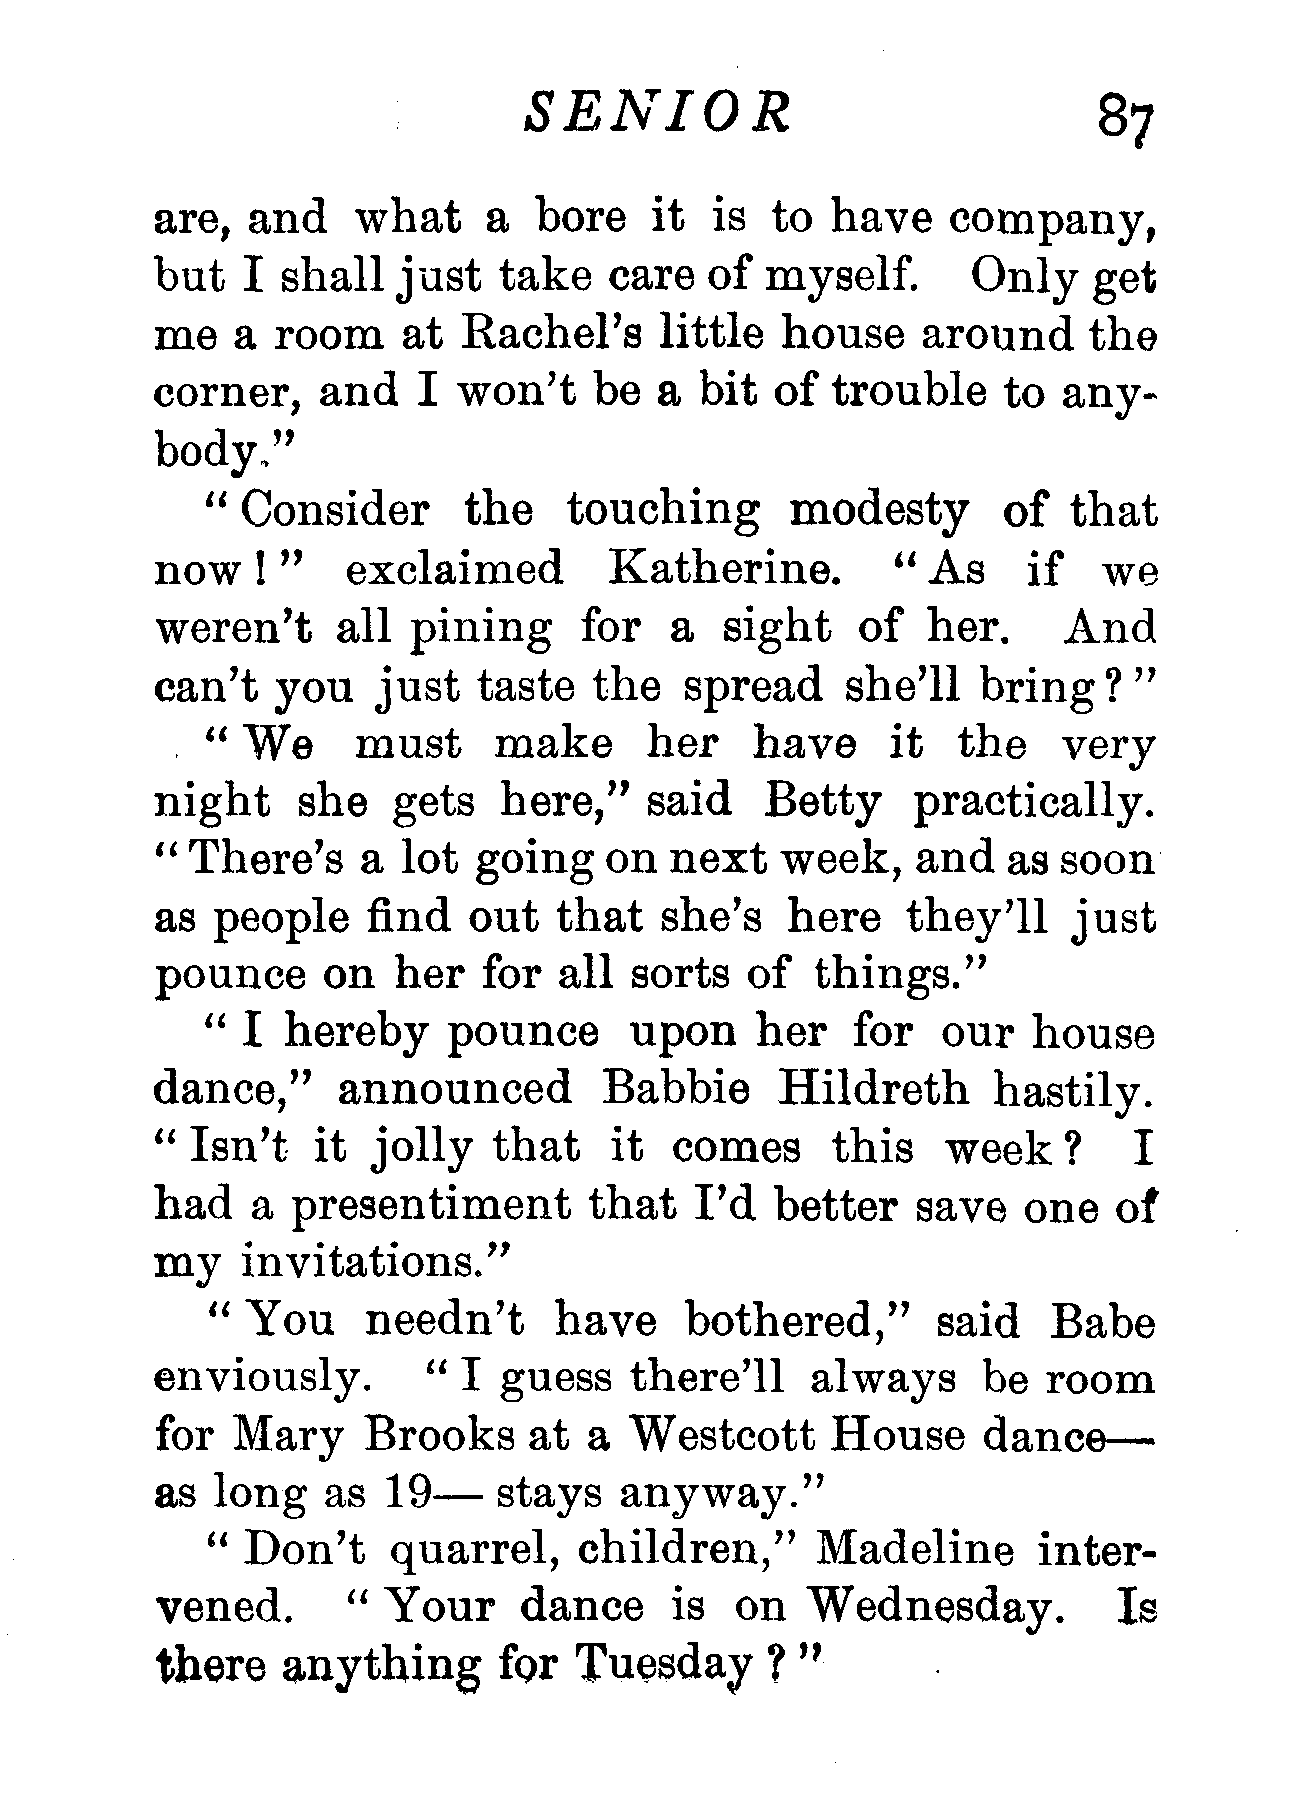 SENIOR 87
are, and what a bore it is to have company,
but I shall just take care of myself. Only get
me a room at Rachel's little house around the
corner, and I won't be a bit of trouble to any-
body."
" Consider the touching modesty of that
now ! " exclaimed Katherine. " As if we
weren't all pining for a sight of her. And
can't you just taste the spread she'll bring ? "
" We must make her have it the very
night she gets here," said Betty practically.
" There's a lot going on next week, and as soon
as people find out that she's here they'll just
pounce on her for all sorts of things."
" I hereby pounce upon her for our house
dance," announced Babbie Hildreth hastily.
" Isn't it jolly that it comes this week ? I
had a presentiment that I'd better save one of
my invitations."
" You needn't have bothered," said Babe
enviously. " I guess there'll always be room
for Mary Brooks at a Westcott House dance—
as long as 19— stays anyway."
" Don't quarrel, children," Madeline inter-
vened. " Your dance is on Wednesday. Is
there anything for Tuesday ? "